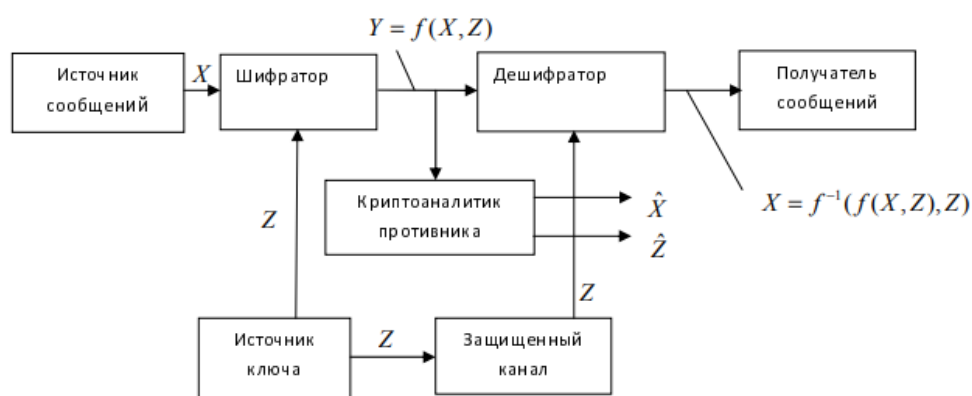 Y = f(X,Z)
Источник
сообщений
X
Шифратор
Дешифратор
Получатель
сообщений
Криптоаналитик
противника
X̂
Ẑ
X = f⁻¹(f(X,Z),Z)
Z
Z
Источник
ключа
Z
Защищенный
канал